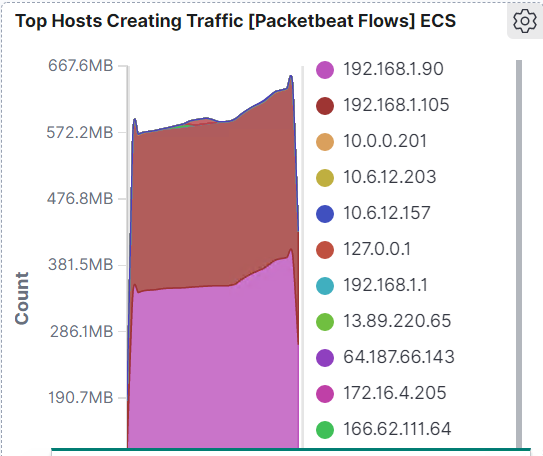 Top Hosts Creating Traffic [Packetbeat Flows] ECS
667.6MB
572.2MB
476.8MB
381.5MB
286.1MB
190.7MB
Count
192.168.1.90
192.168.1.105
10.0.0.201
10.6.12.203
10.6.12.157
127.0.0.1
192.168.1.1
13.89.220.65
64.187.66.143
172.16.4.205
166.62.111.64